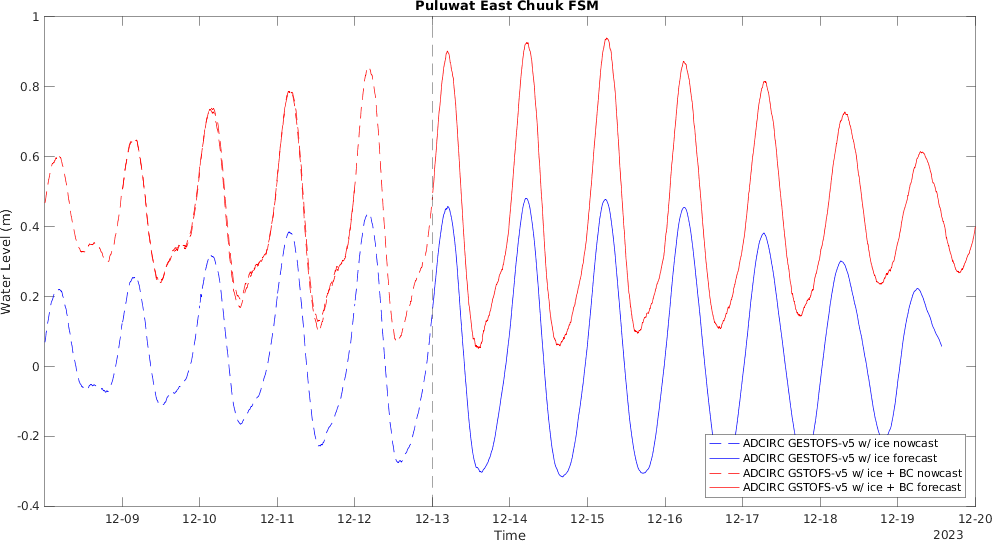 Puluwat East Chuuk FSM
1
0.8
0.6
0.4
0.2
0
-0.2
-0.4
Water Level (m)
ADCIRC GESTOFS-v5 w/ ice nowcast
ADCIRC GESTOFS-v5 w/ ice forecast
ADCIRC GSTOFS-v5 w/ ice + BC nowcast
ADCIRC GSTOFS-v5 w/ ice + BC forecast
12-09 12-10 12-11 12-12 12-13 12-14 12-15 12-16 12-17 12-18 12-19 12-20
Time
2023